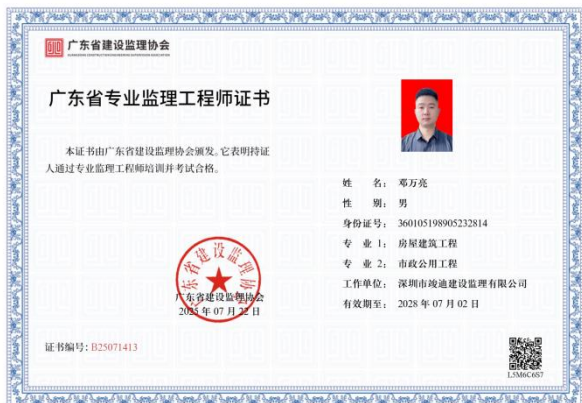 广东省建设监理协会
广东省专业监理工程师证书
本证书由广东省建设监理协会颁发。它表明持证
人通过专业监理工程师培训并考试合格。
姓 名： 邓万亮
性 别： 男
身份证号： 360105198905232814
专 业 1： 房屋建筑工程
专 业 2： 市政公用工程
工作单位： 深圳市竣迪建设监理有限公司
有效期至： 2028 年 07 月 02 日
广东省建设监理协会
广东省建设监理协会
2025 年 07 月 22 日
证书编号：B25071413
L5M6C6S7